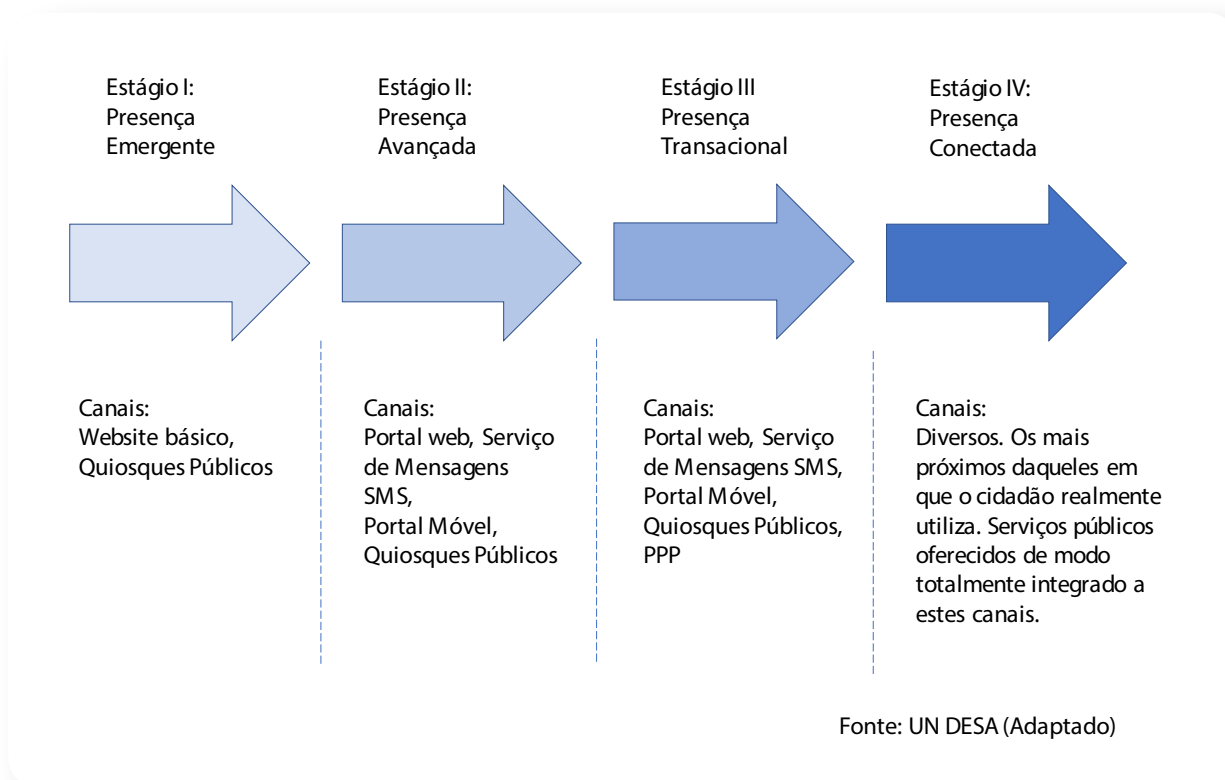 Estágio I:
Presença
Emergente
Estágio II:
Presença
Avançada
Estágio III
Presença
Transacional
Estágio IV:
Presença
Conectada
Canais:
Website básico,
Quiosques Públicos
Canais:
Portal web, Serviço
de Mensagens
SMS,
Portal Móvel,
Quiosques Públicos
Canais:
Portal web, Serviço
de Mensagens SMS,
Portal Móvel,
Quiosques Públicos,
PPP
Canais:
Diversos. Os mais
próximos daqueles em
que o cidadão realmente
utiliza. Serviços públicos
oferecidos de modo
totalmente integrado a
estes canais.
Fonte: UN DESA (Adaptado)